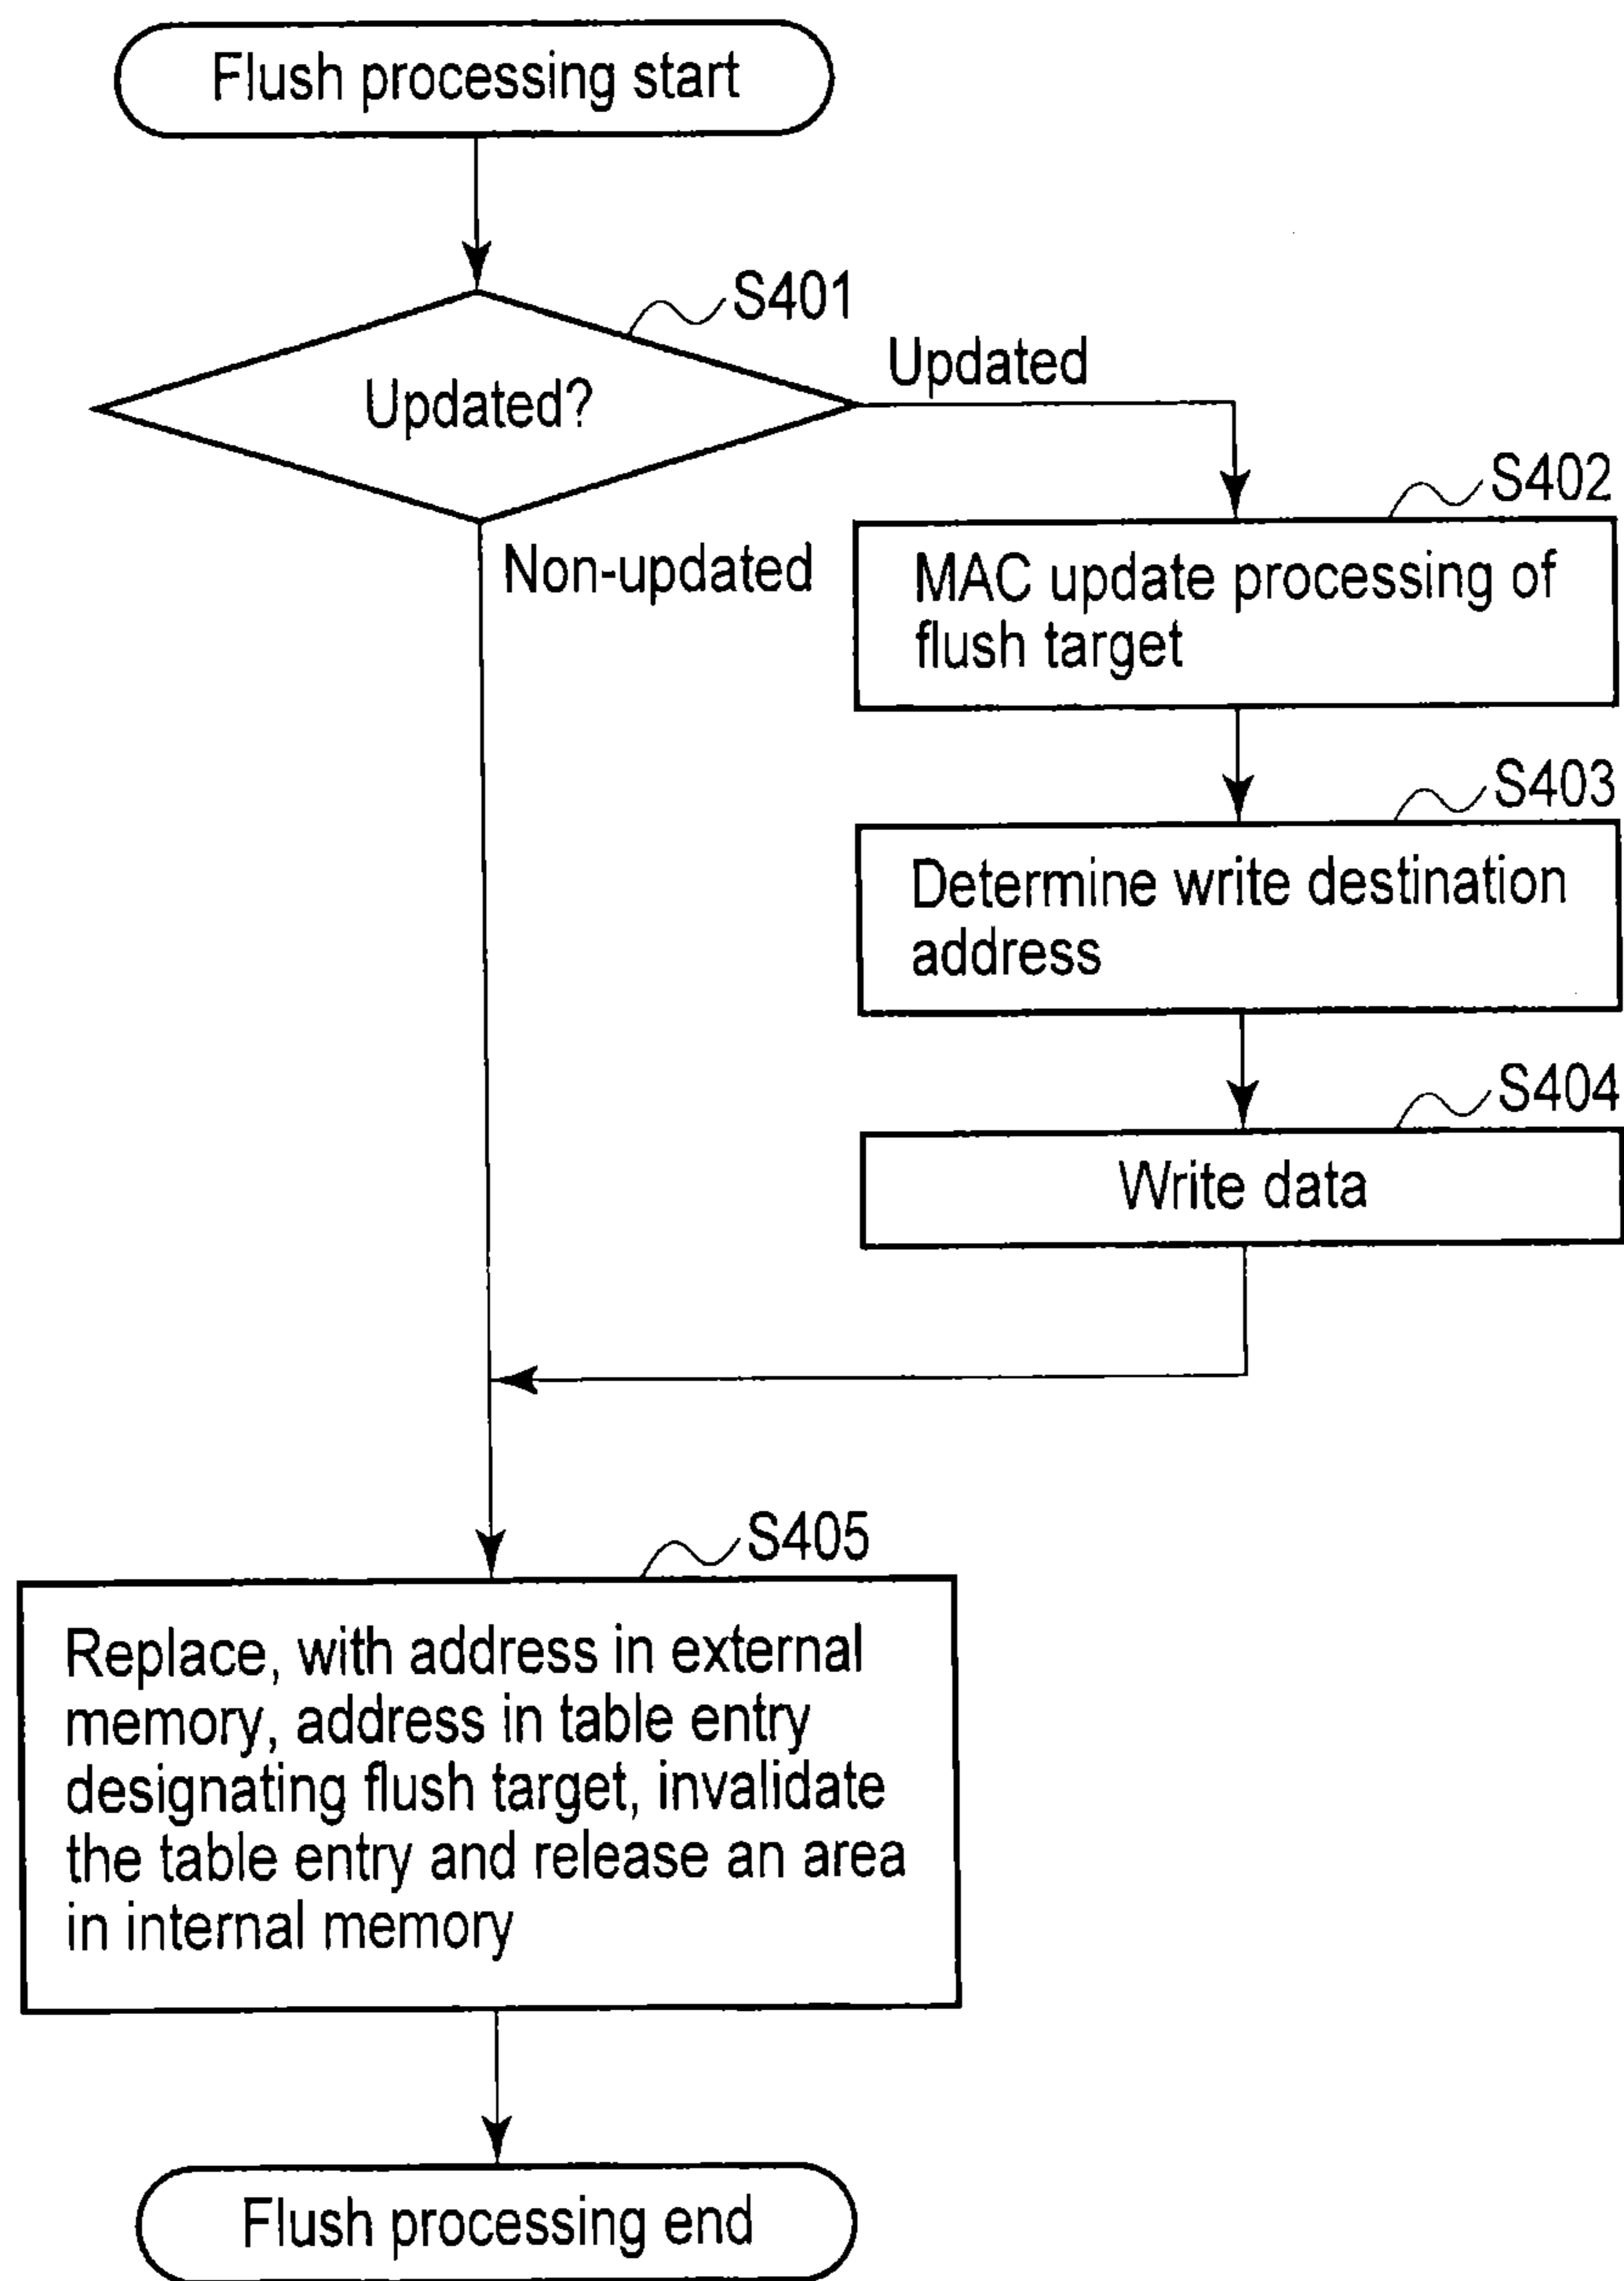 Flush processing start
S401
Updated?
Updated
Non-updated
S402
MAC update processing of
flush target
S403
Determine write destination
address
S404
Write data
S405
Replace, with address in external
memory, address in table entry
designating flush target, invalidate
the table entry and release an area
in internal memory
Flush processing end